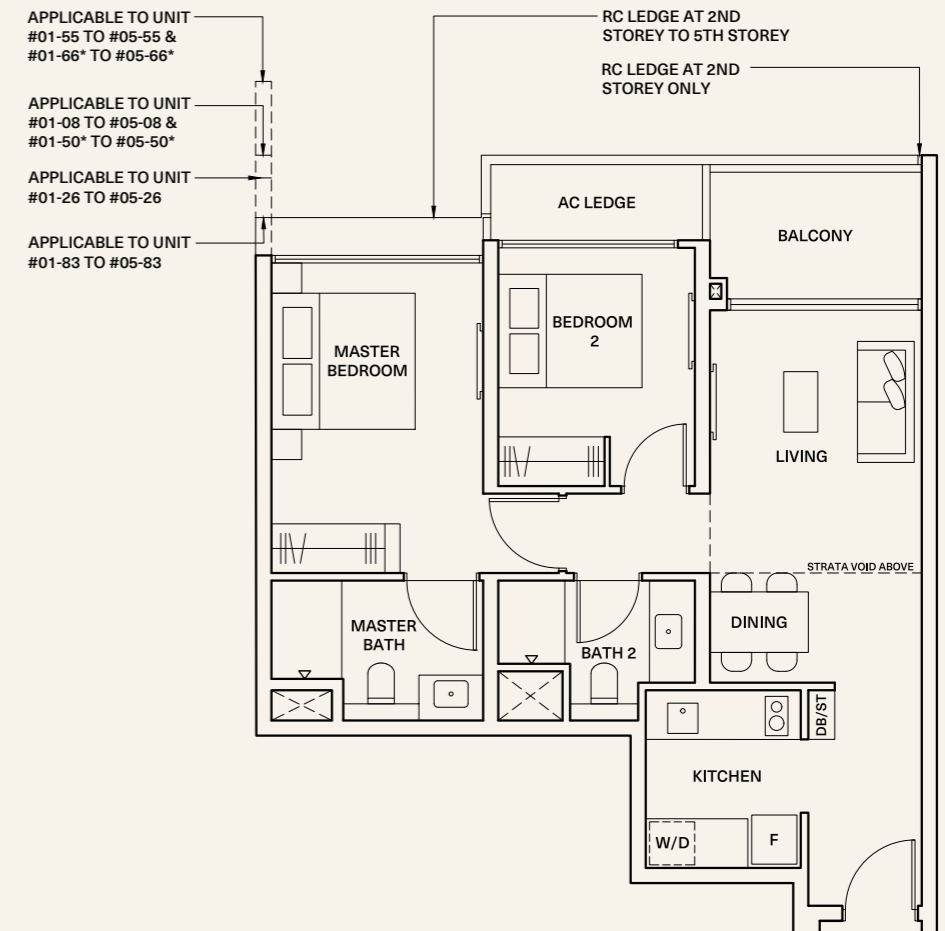 APPLICABLE TO UNIT
#01-55 TO #05-55 &
#01-66* TO #05-66*
APPLICABLE TO UNIT
#01-08 TO #05-08 &
#01-50* TO #05-50*
APPLICABLE TO UNIT
#01-26 TO #05-26
APPLICABLE TO UNIT
#01-83 TO #05-83
RC LEDGE AT 2ND
STOREY TO 5TH STOREY
RC LEDGE AT 2ND
STOREY ONLY
AC LEDGE
BALCONY
MASTER
BEDROOM
BEDROOM
2
LIVING
STRATA VOID ABOVE
DINING
MASTER
BATH
BATH 2
DB/ST
KITCHEN
W/D
F